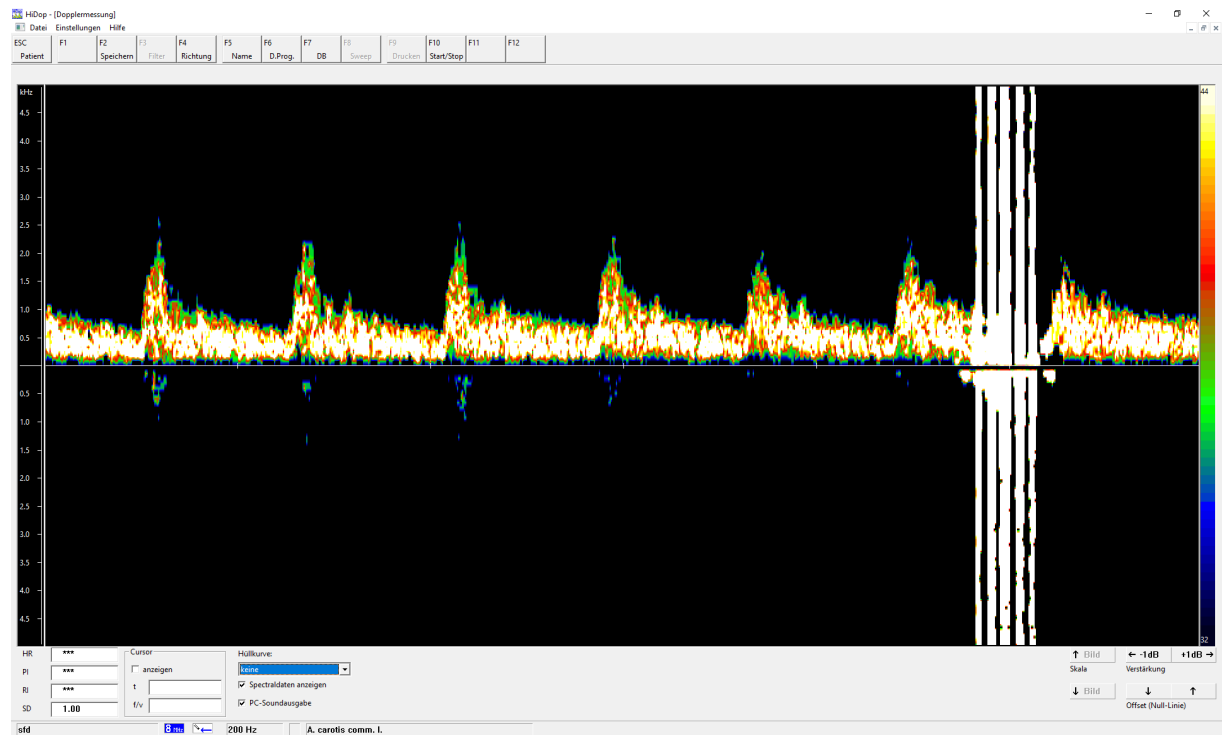 HiDop - [Dopplermessung]
Datei Einstellungen Hilfe
ESC F1 F2 F3 F4 F5 F6 F7 F8 F9 F10 F11 F12
Patient Speichern Filter Richtung Name D.Prog. DB Sweep Drucken Start/Stop
kHz 44
4.5
4.0
3.5
3.0
2.5
2.0
1.5
1.0
0.5
0.5
1.0
1.5
2.0
2.5
3.0
3.5
4.0
4.5
32
HR *** Cursor Hüllkurve: ↑ Bild ← -1dB +1dB →
PI *** anzeigen keine Skala Verstärkung
RI *** t Spectraldaten anzeigen ↓ Bild ↓ ↑
SD 1.00 f/v PC-Soundausgabe Offset (Null-Linie)
sfd 8 MHz 200 Hz A. carotis comm. l.